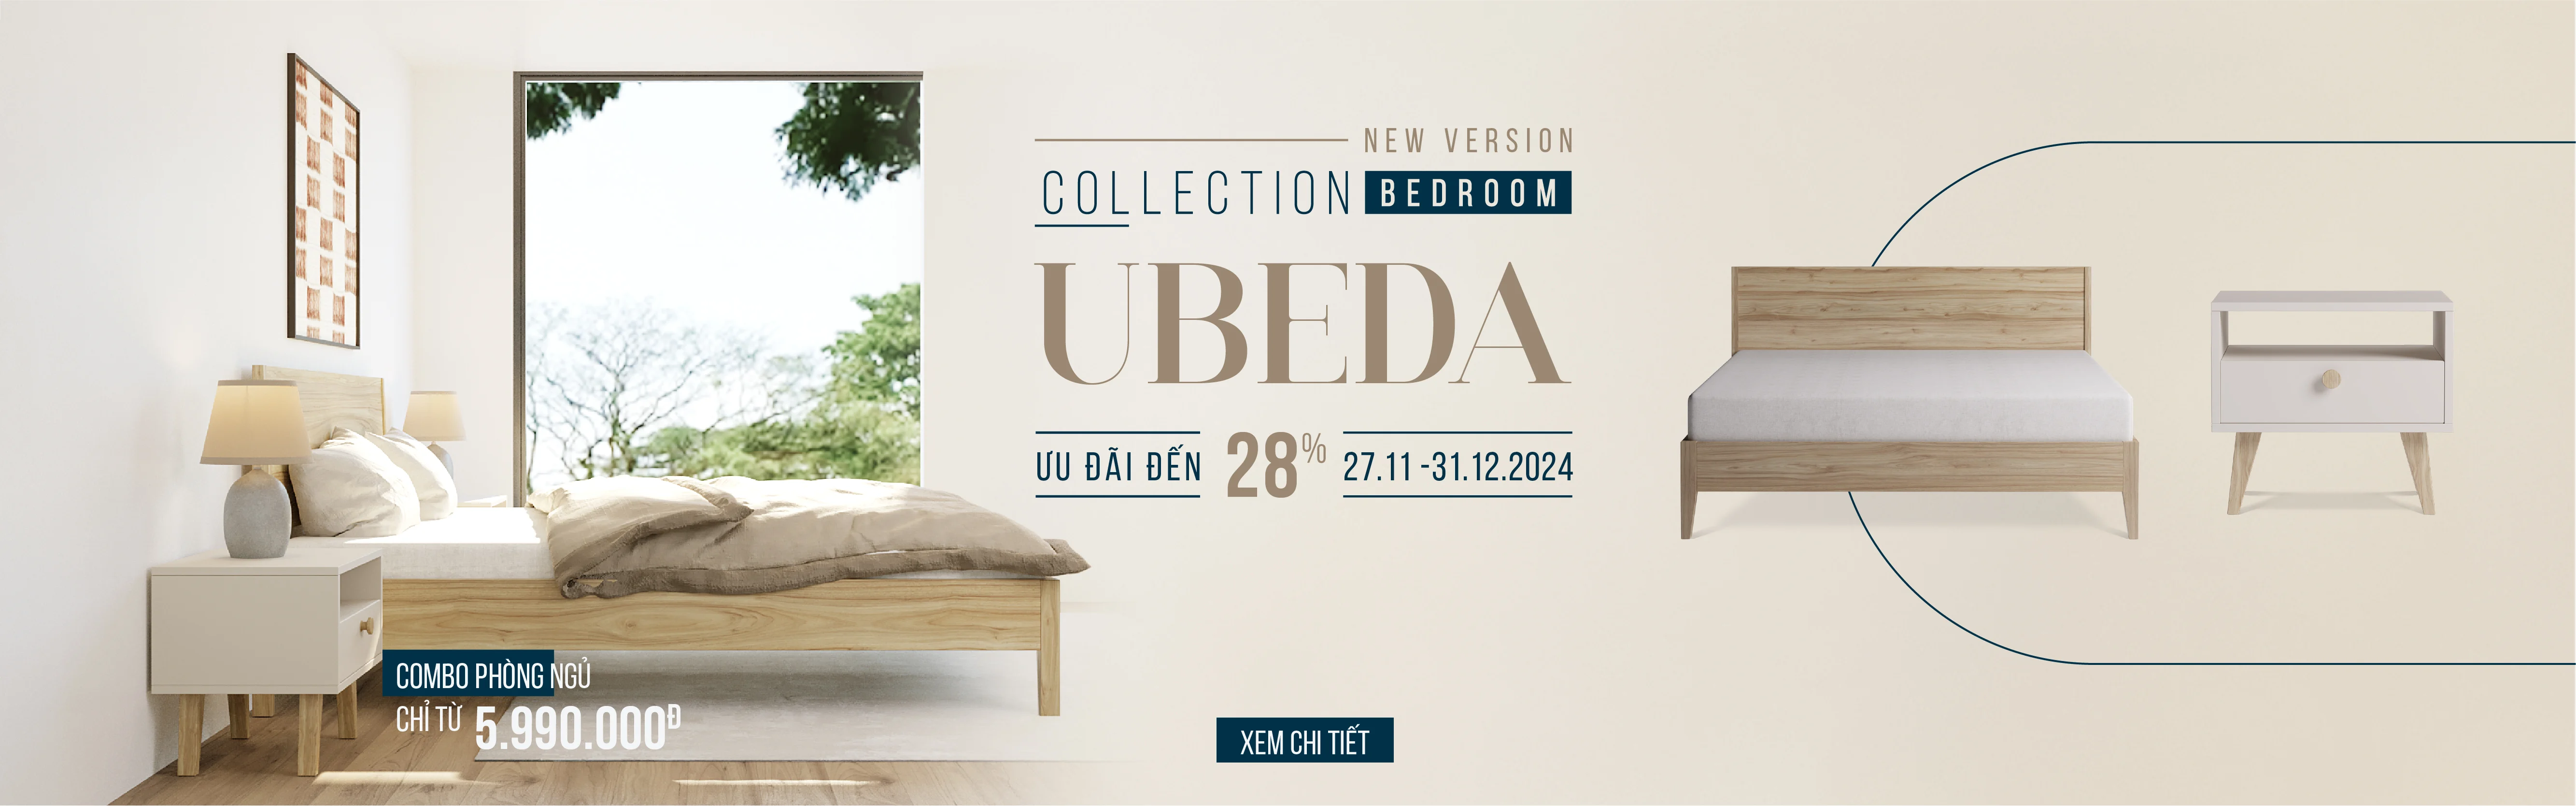 NEW VERSION
COLLECTION BEDROOM
UBEDA
ƯU ĐÃI ĐẾN 28% 27.11 -31.12.2024
COMBO PHÒNG NGỦ
CHỈ TỪ 5.990.000Đ
XEM CHI TIẾT